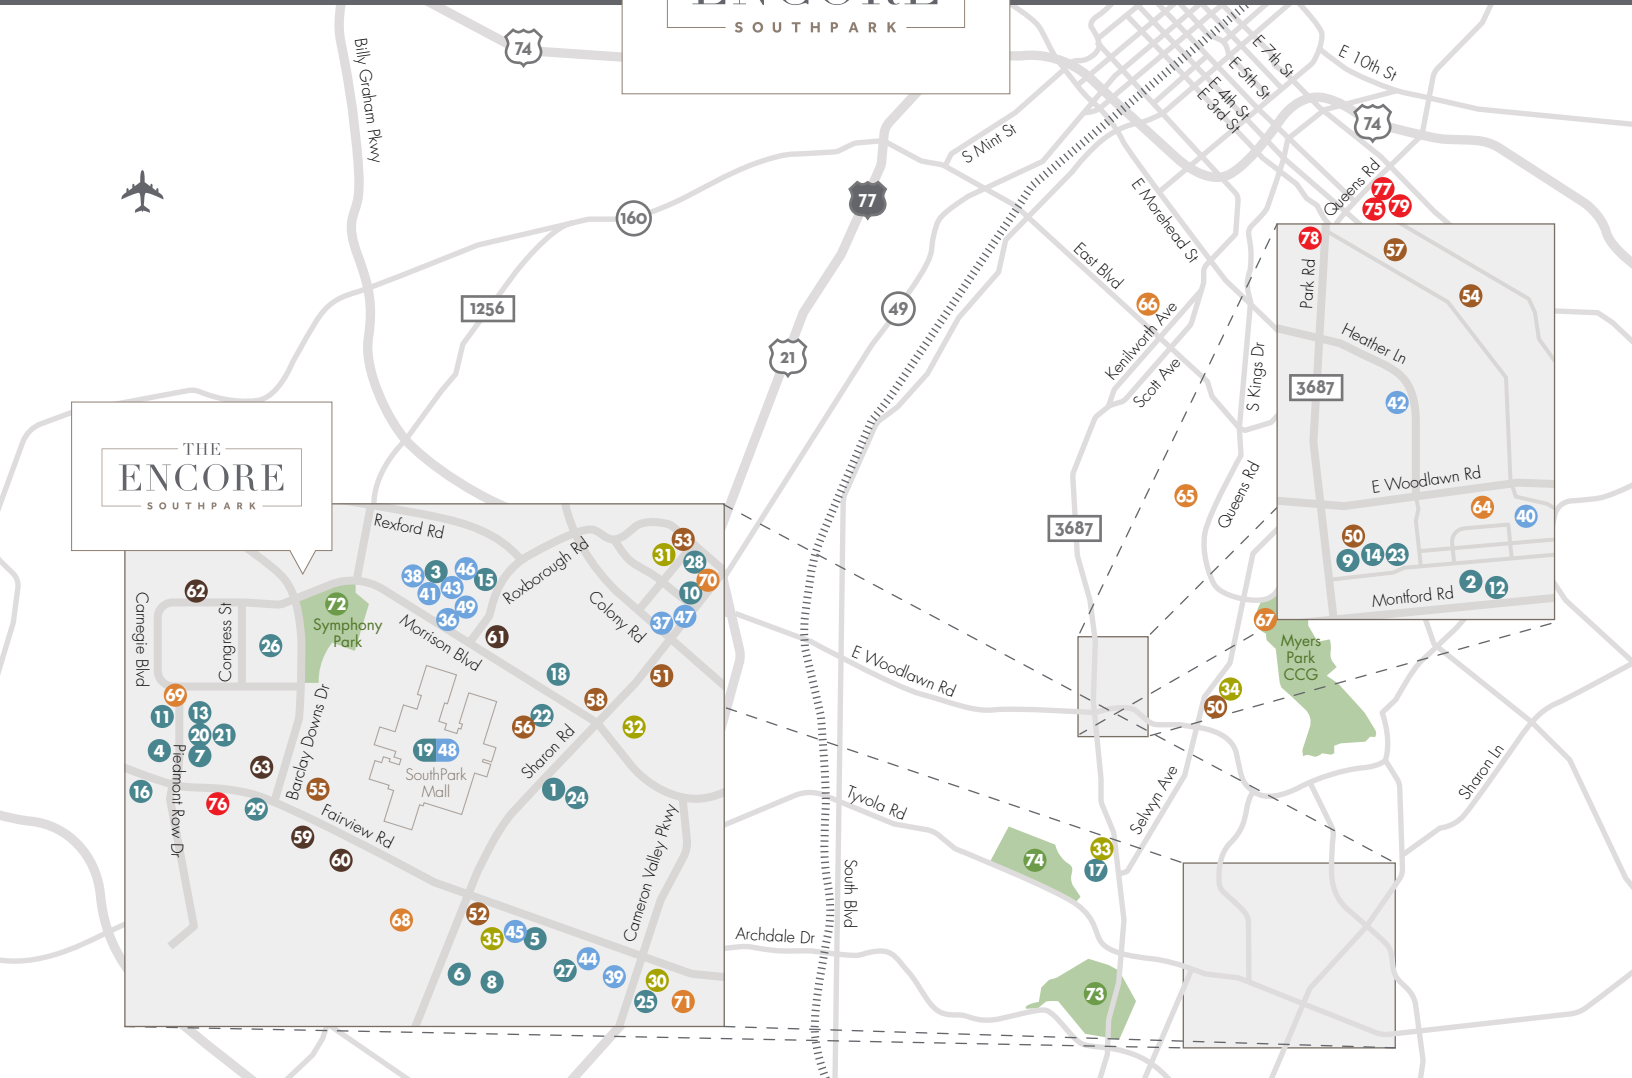 ENCORE
SOUTHPARK
74
Billy Graham Pkwy
E 7th St
E 5th St
E 4th St
E 3rd St
E 10th St
74
S Mint St
77
160
1256
49
21
E Morehead St
East Blvd
Queens Rd
77
75
79
66
Kenilworth Ave
Scott Ave
S Kings Dr
65
Queens Rd
3687
78
57
Park Rd
54
Heather Ln
3687
42
E Woodlawn Rd
64
40
50
9
14
23
2
12
Montford Rd
67
Myers
Park
CCG
34
50
Sharon Ln
Selwyn Ave
E Woodlawn Rd
Tyvola Rd
74
33
17
South Blvd
Archdale Dr
73
THE
ENCORE
SOUTHPARK
Rexford Rd
Roxborough Rd
Colony Rd
53
31
28
70
10
37
47
38
3
46
15
41
43
49
36
61
Morrison Blvd
62
72
Symphony
Park
Carnegie Blvd
Congress St
26
18
51
58
56
22
32
69
11
13
20
21
4
7
Piedmont Row Dr
Barclay Downs Dr
19
48
SouthPark
Mall
Sharon Rd
63
16
76
29
55
1
24
Fairview Rd
59
60
Cameron Valley Pkwy
68
52
35
45
5
6
8
27
44
39
30
25
71